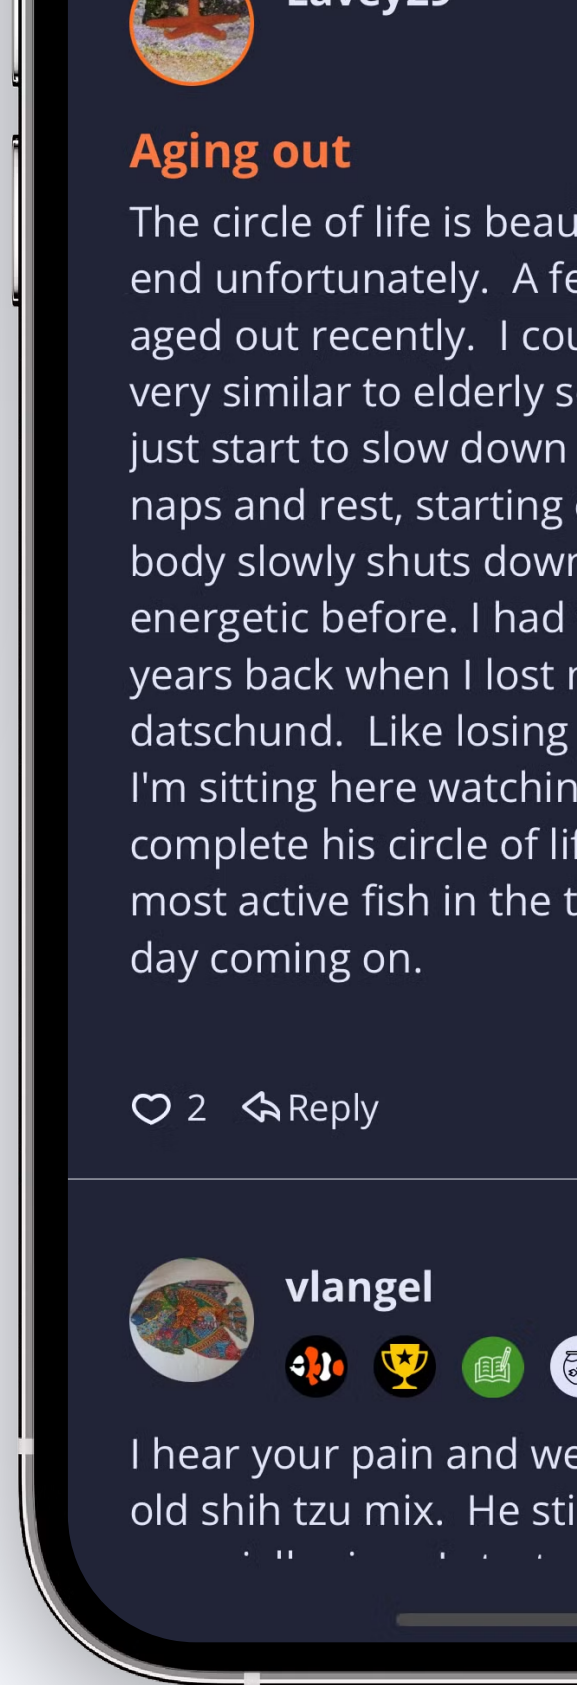 Lavey29
Aging out
The circle of life is beau
end unfortunately.  A fe
aged out recently.  I cou
very similar to elderly s
just start to slow down
naps and rest, starting
body slowly shuts down
energetic before. I had
years back when I lost
datschund.  Like losing
I'm sitting here watchin
complete his circle of lif
most active fish in the t
day coming on.
2 Reply
vlangel
I hear your pain and we
old shih tzu mix.  He sti